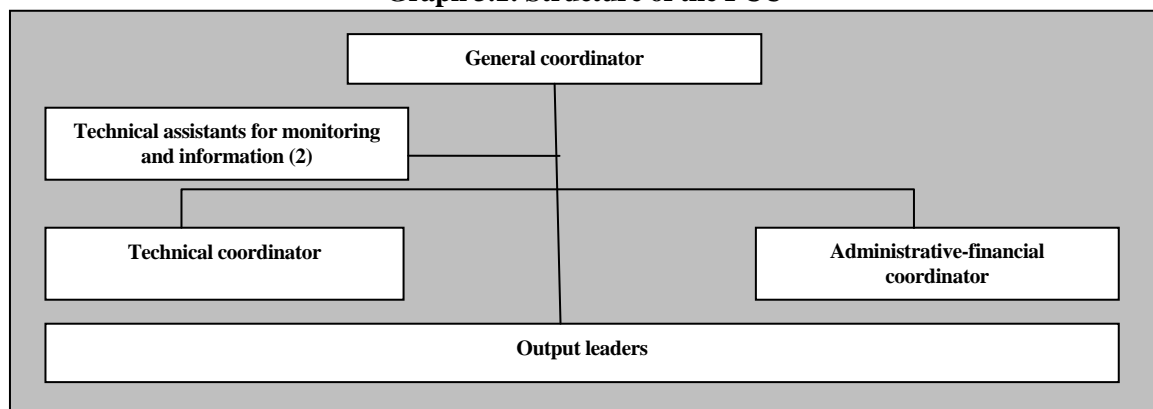 General coordinator
Technical assistants for monitoring
and information (2)
Technical coordinator
Administrative-financial
coordinator
Output leaders